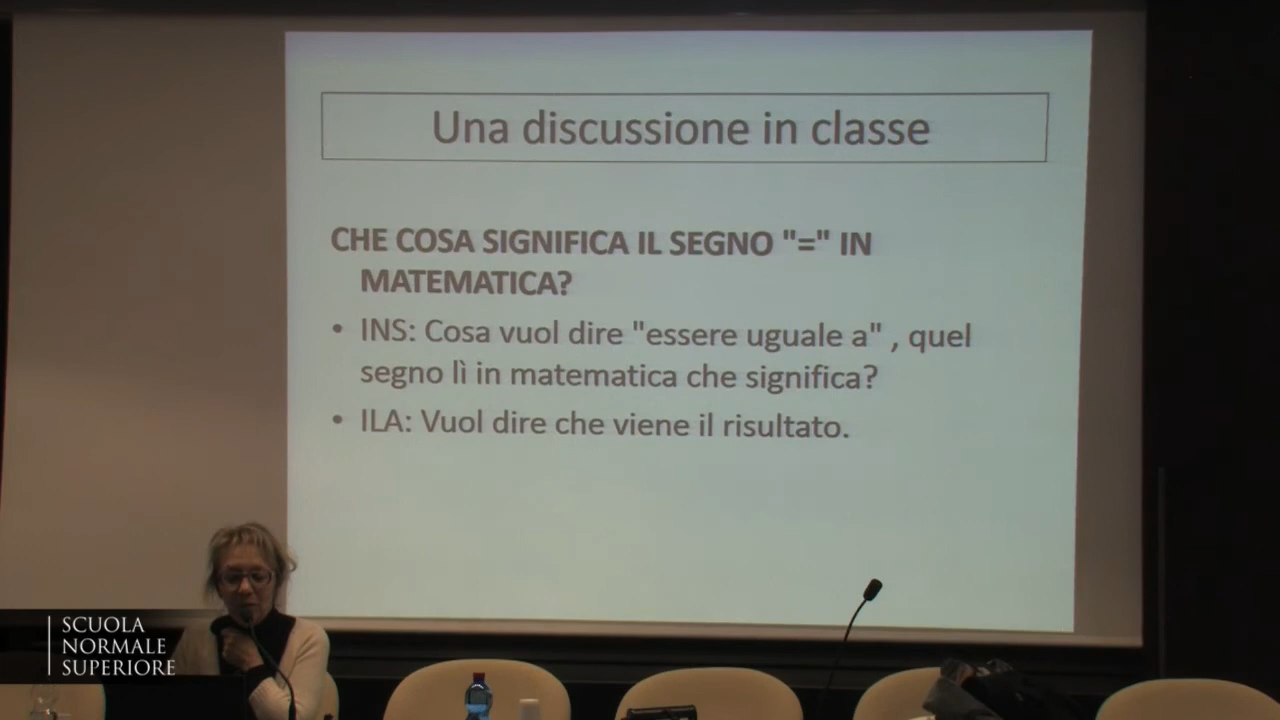 Una discussione in classe
CHE COSA SIGNIFICA IL SEGNO "=" IN
MATEMATICA?
• INS: Cosa vuol dire "essere uguale a" , quel
segno lì in matematica che significa?
• ILA: Vuol dire che viene il risultato.
SCUOLA
NORMALE
SUPERIORE